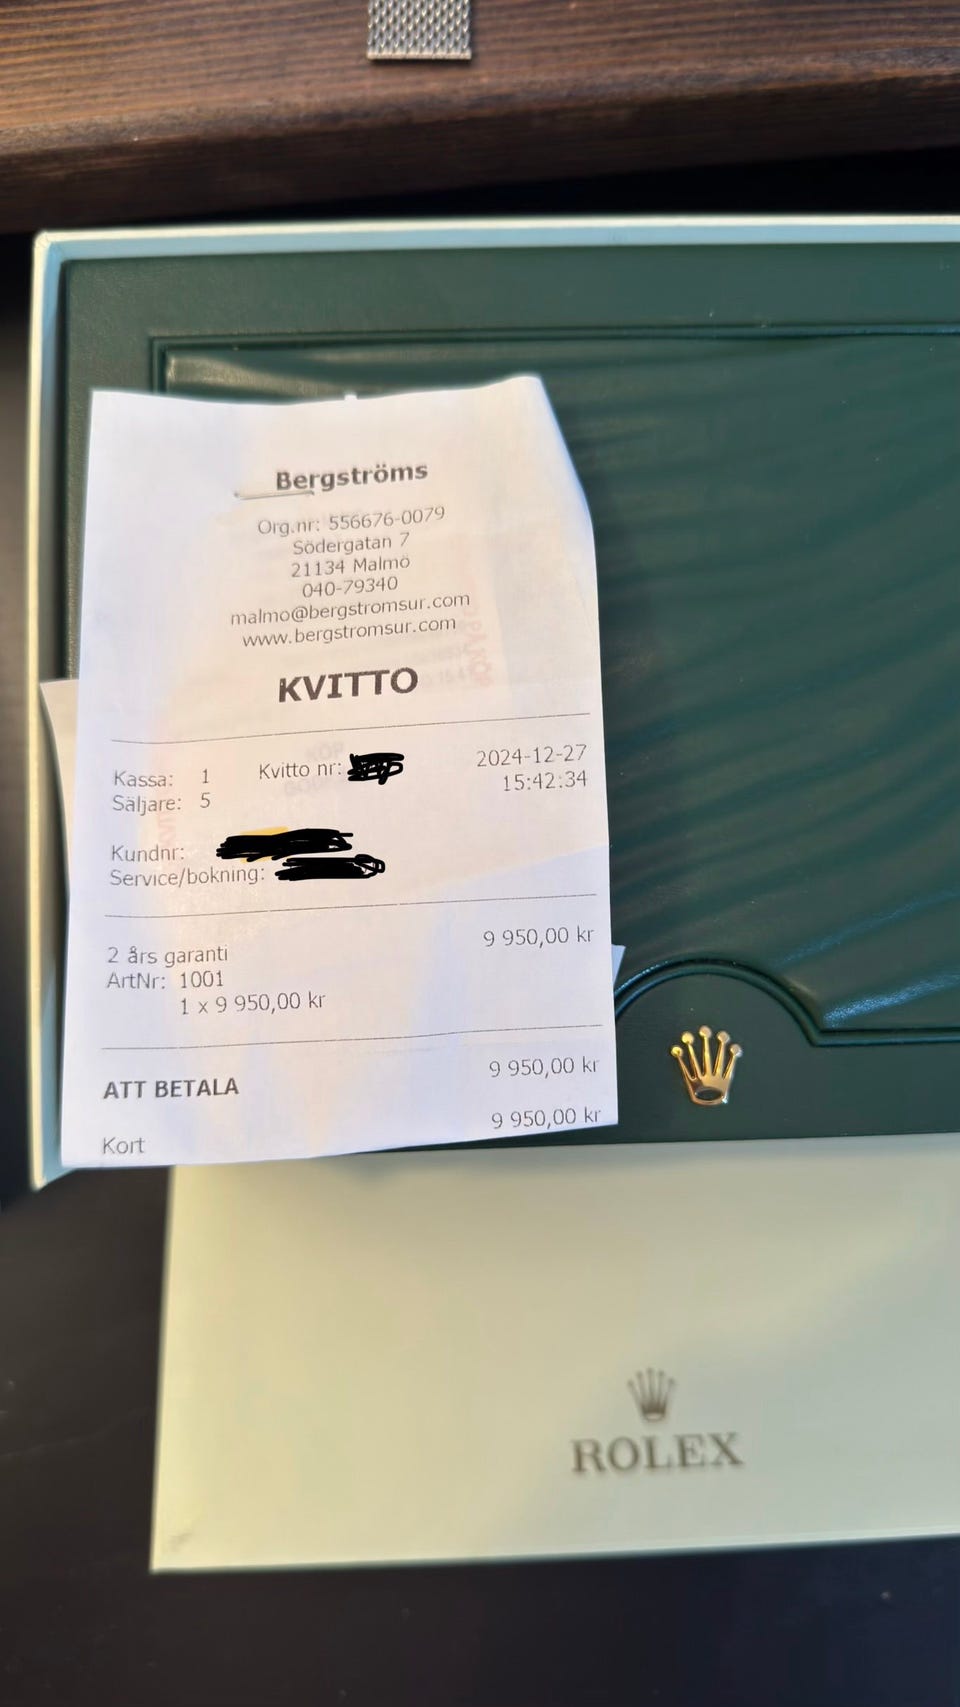 Bergströms
Org.nr: 556676-0079
Södergatan 7
21134 Malmö
040-79340
malmo@bergstromsur.com
www.bergstromsur.com
KVITTO
Kassa: 1 Kvitto nr: 2024-12-27
Säljare: 5 15:42:34
Kundnr:
Service/bokning:
2 års garanti 9 950,00 kr
ArtNr: 1001
1 x 9 950,00 kr
ATT BETALA 9 950,00 kr
Kort 9 950,00 kr
ROLEX